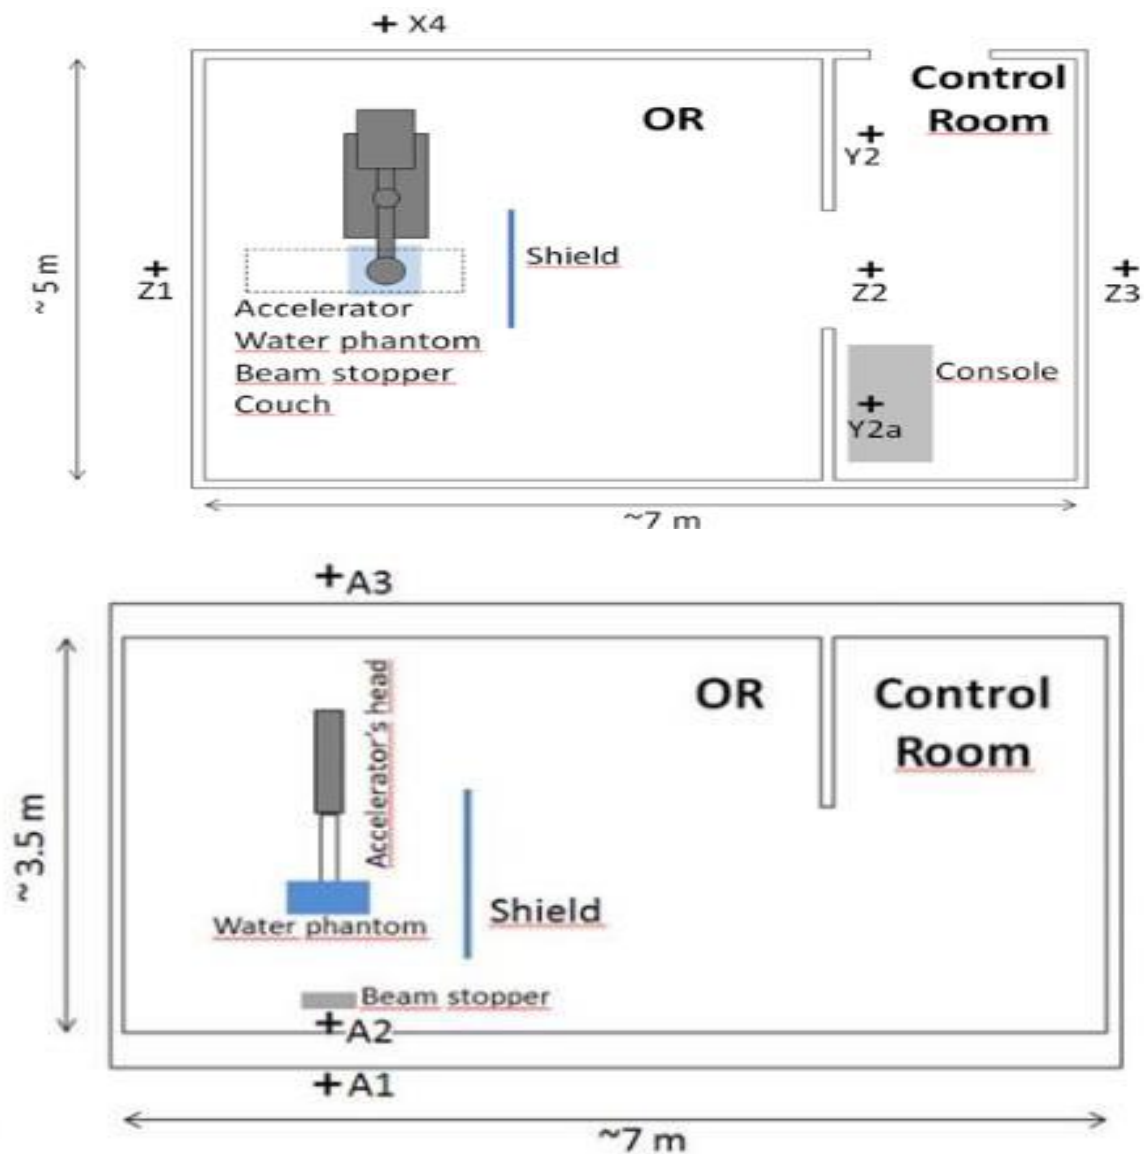 + X4
Control
Room
OR
+
Y2
~ 5 m
Shield
+
Z1
+
Z2
+
Z3
Accelerator
Water phantom
Beam stopper
Couch
Console
+
Y2a
~7 m
+A3
~ 3.5 m
Accelerator's head
OR
Control
Room
Shield
Water phantom
Beam stopper
+A2
+A1
~7 m